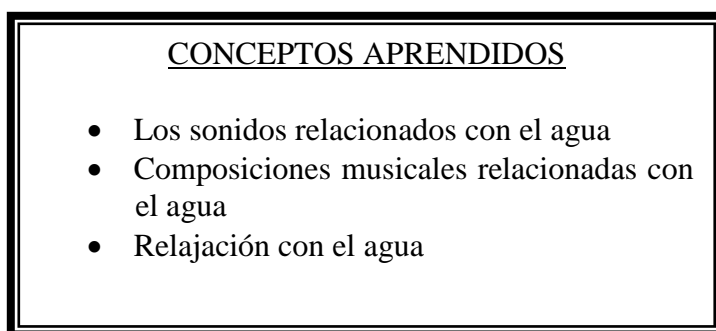 CONCEPTOS APRENDIDOS
• Los sonidos relacionados con el agua
• Composiciones musicales relacionadas con
el agua
• Relajación con el agua